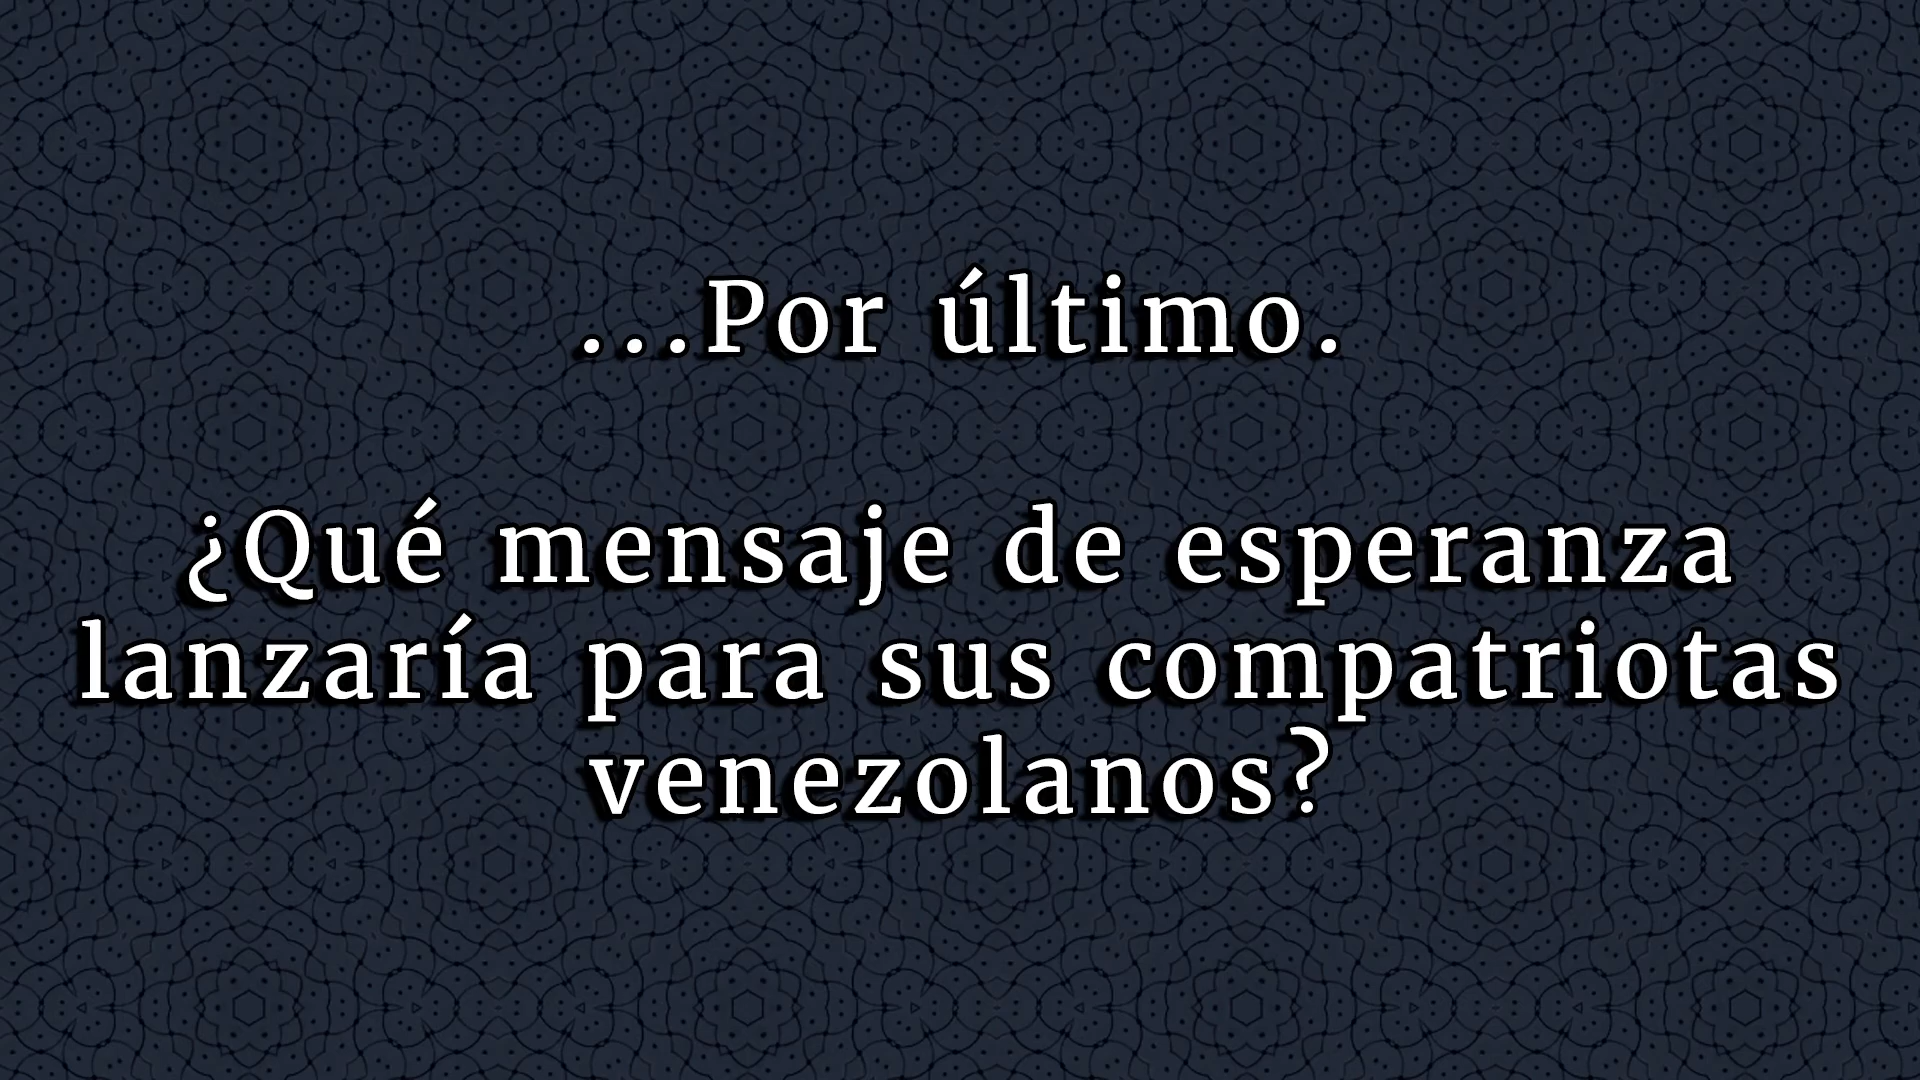 ...Por último.
¿Qué mensaje de esperanza
lanzaría para sus compatriotas
venezolanos?